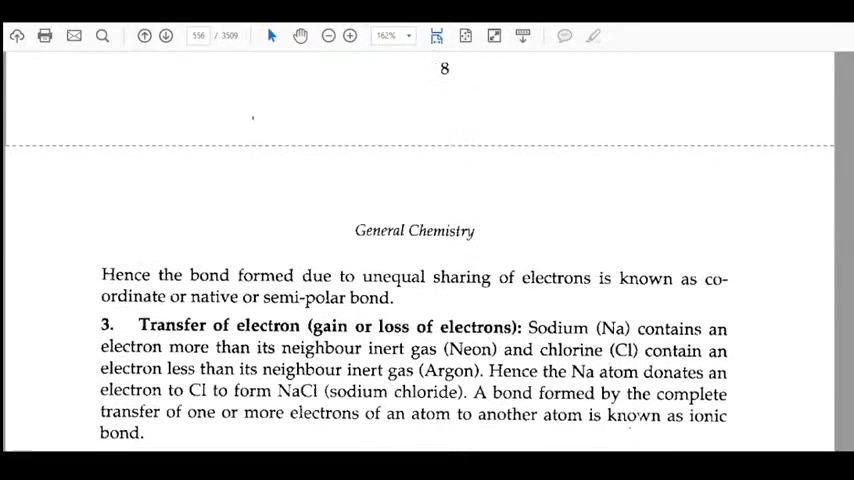 556 / 3509 162%
8
General Chemistry
Hence the bond formed due to unequal sharing of electrons is known as co-
ordinate or native or semi-polar bond.
3. Transfer of electron (gain or loss of electrons): Sodium (Na) contains an
electron more than its neighbour inert gas (Neon) and chlorine (Cl) contain an
electron less than its neighbour inert gas (Argon). Hence the Na atom donates an
electron to Cl to form NaCl (sodium chloride). A bond formed by the complete
transfer of one or more electrons of an atom to another atom is known as ionic
bond.